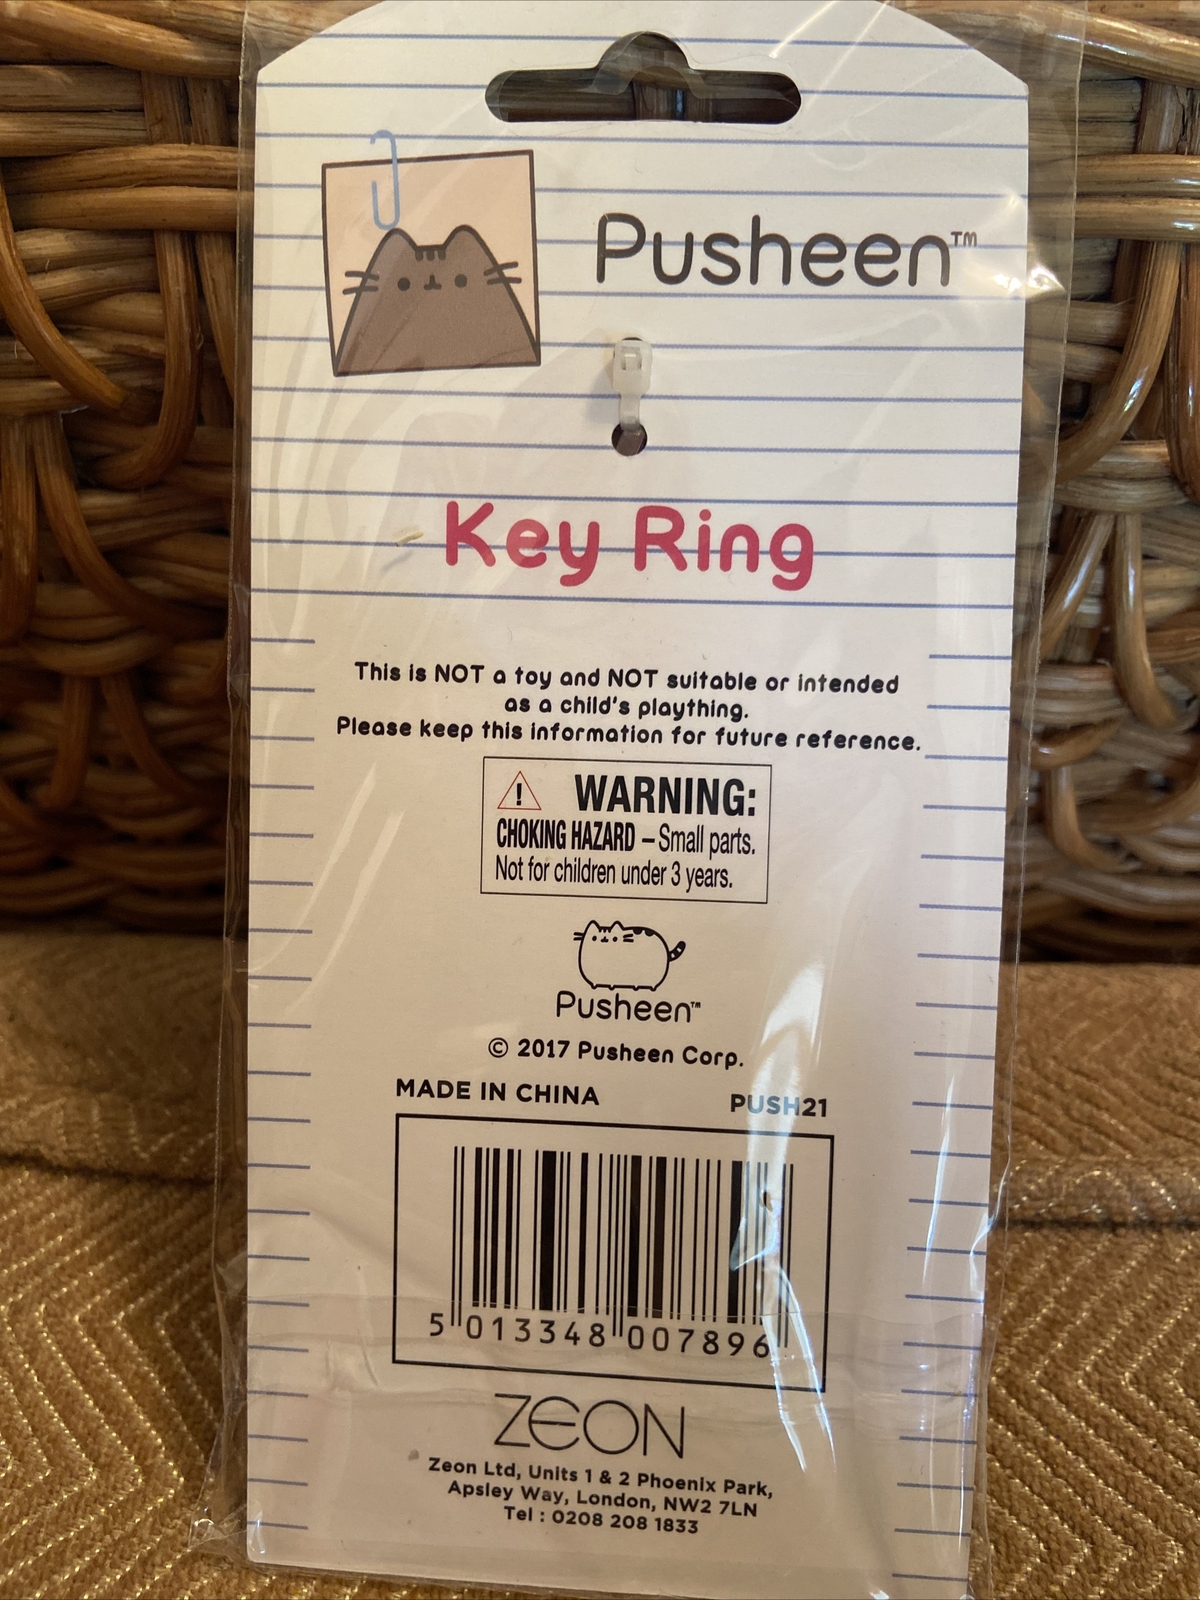 Pusheen™
Key Ring
This is NOT a toy and NOT suitable or intended
as a child's plaything.
Please keep this information for future reference.
! WARNING:
CHOKING HAZARD – Small parts.
Not for children under 3 years.
Pusheen™
© 2017 Pusheen Corp.
MADE IN CHINA PUSH21
5 013348 007896
ZEON
Zeon Ltd, Units 1 & 2 Phoenix Park,
Apsley Way, London, NW2 7LN
Tel : 0208 208 1833